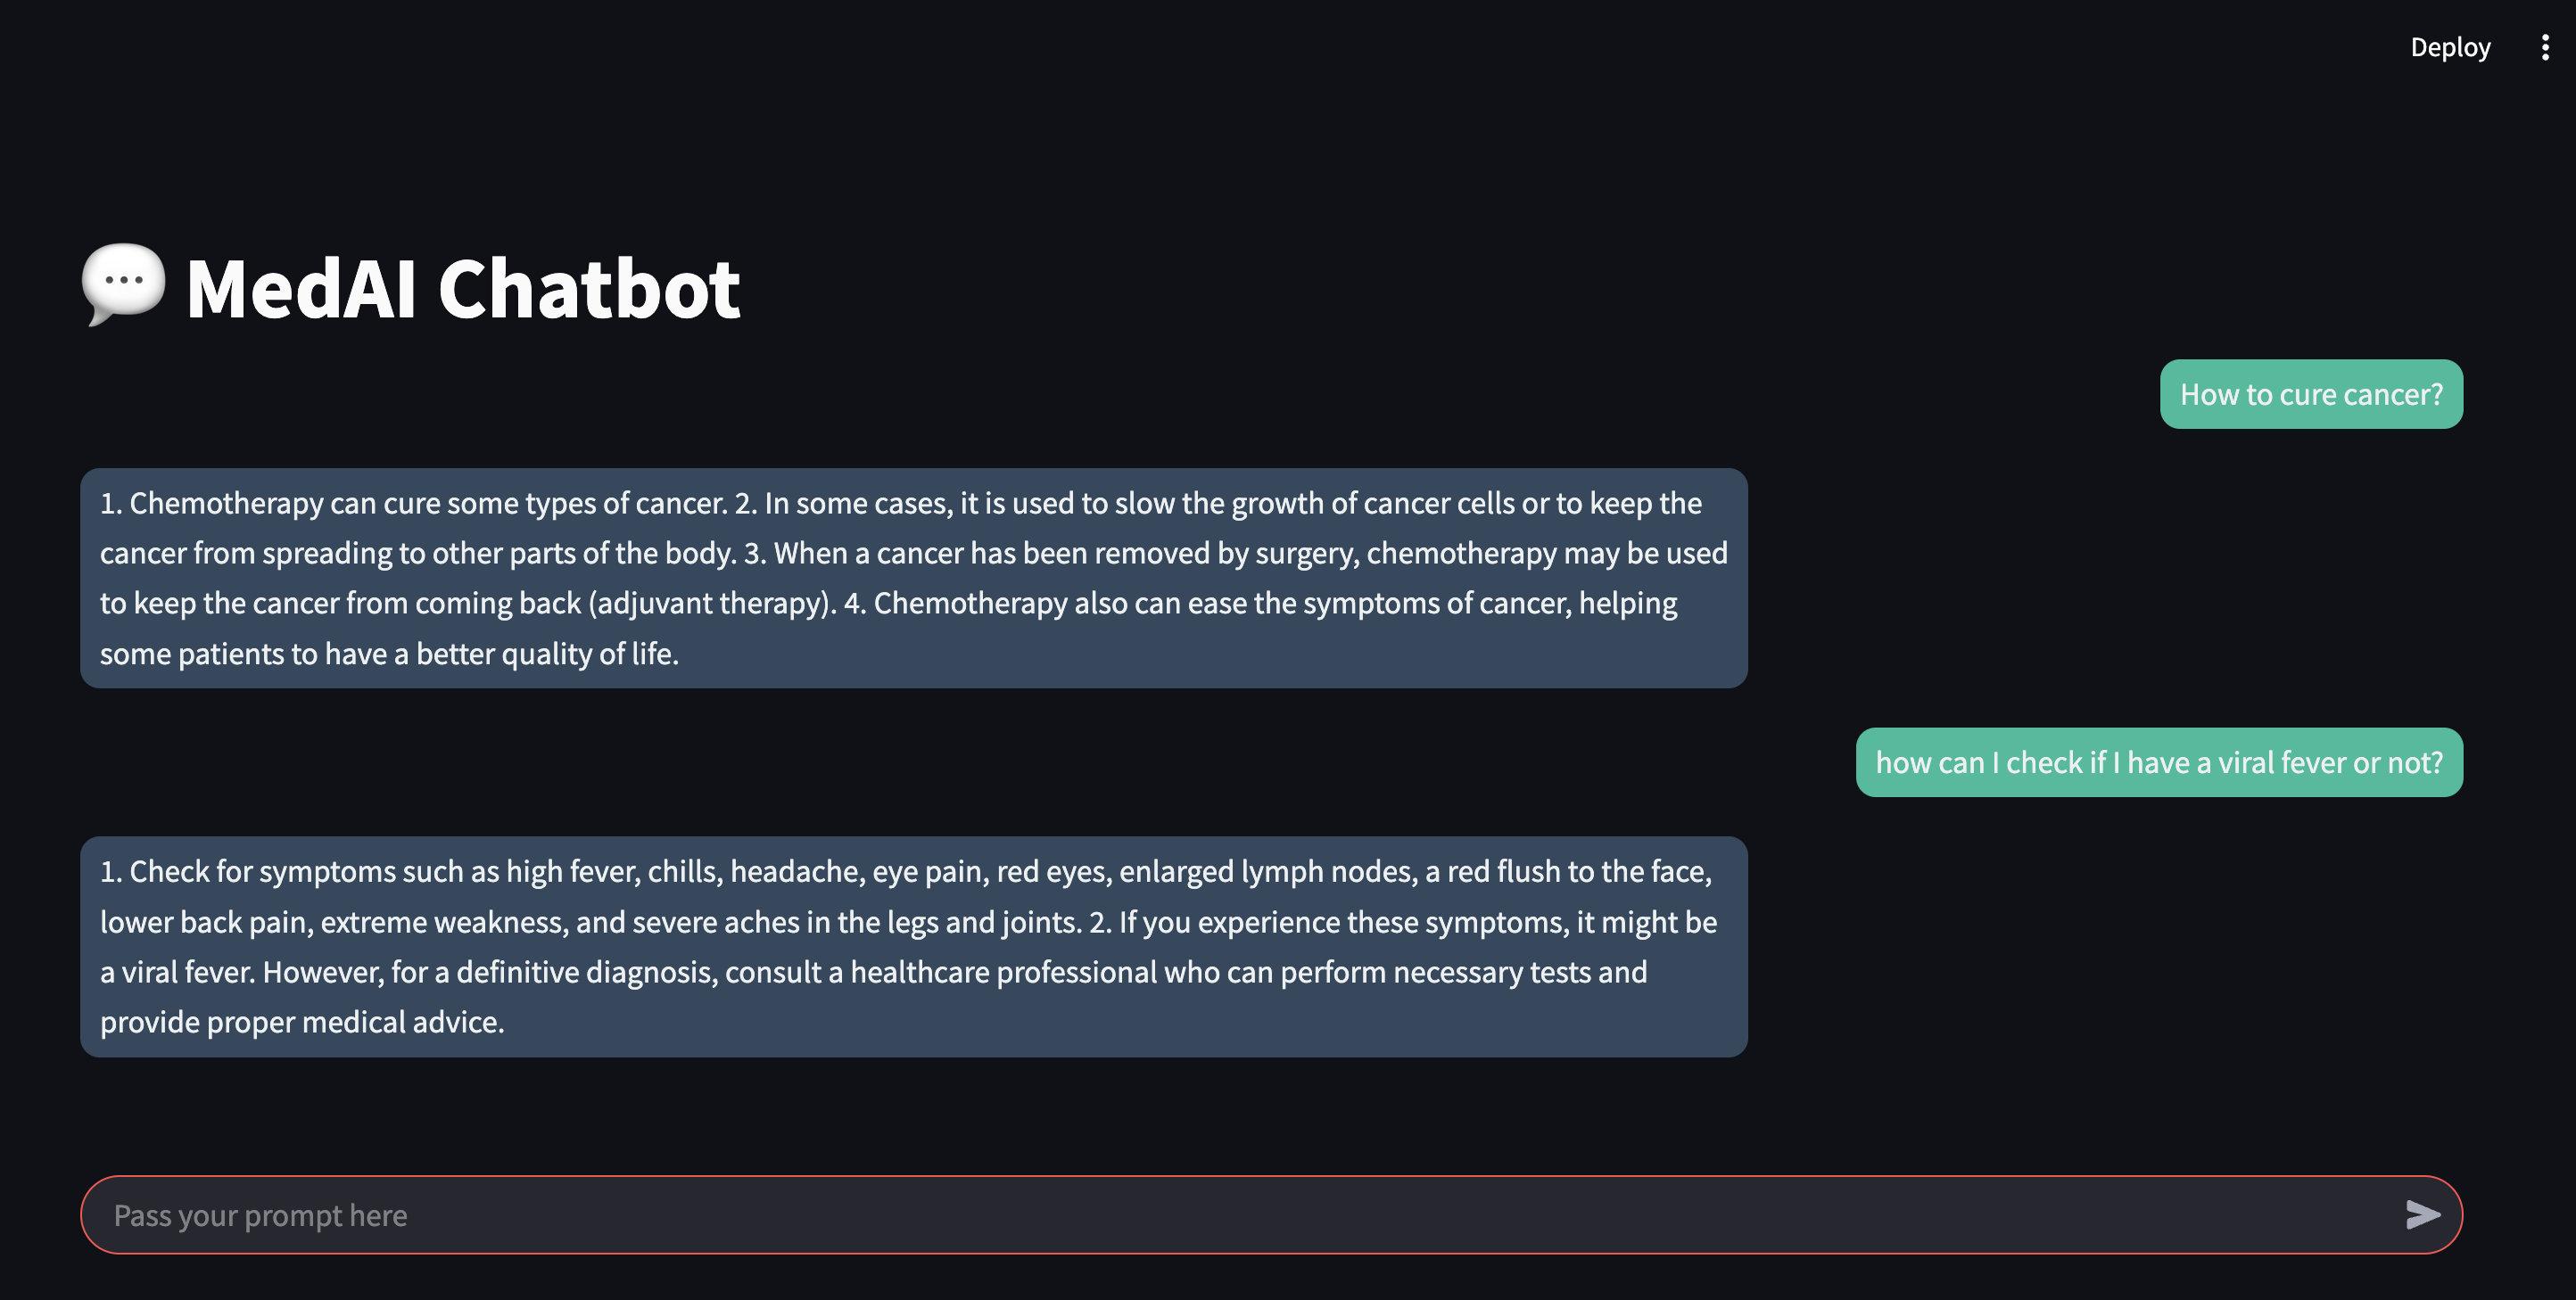 Deploy
MedAI Chatbot
How to cure cancer?
1. Chemotherapy can cure some types of cancer. 2. In some cases, it is used to slow the growth of cancer cells or to keep the
cancer from spreading to other parts of the body. 3. When a cancer has been removed by surgery, chemotherapy may be used
to keep the cancer from coming back (adjuvant therapy). 4. Chemotherapy also can ease the symptoms of cancer, helping
some patients to have a better quality of life.
how can I check if I have a viral fever or not?
1. Check for symptoms such as high fever, chills, headache, eye pain, red eyes, enlarged lymph nodes, a red flush to the face,
lower back pain, extreme weakness, and severe aches in the legs and joints. 2. If you experience these symptoms, it might be
a viral fever. However, for a definitive diagnosis, consult a healthcare professional who can perform necessary tests and
provide proper medical advice.
Pass your prompt here